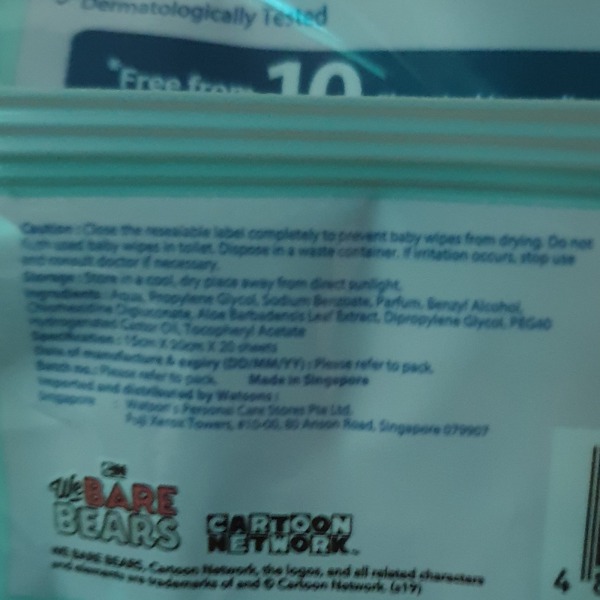 Dermatologically Tested
*Free from 10
Caution : Close the resealable label completely to prevent baby wipes from drying. Do not
flush used baby wipes in toilet. Dispose in a waste container. If irritation occurs, stop use
and consult doctor if necessary.
Storage : Store in a cool, dry place away from direct sunlight.
Ingredients : Aqua, Propylene Glycol, Sodium Benzoate, Parfum, Benzyl Alcohol,
Chlorhexidine Digluconate, Aloe Barbadensis Leaf Extract, Dipropylene Glycol, PEG40
Hydrogenated Castor Oil, Tocopheryl Acetate
Specification : 15cm X 20cm X 20 sheets
Date of manufacture & expiry (DD/MM/YY) : Please refer to pack.
Batch no.: Please refer to pack. Made in Singapore
Imported and distributed by Watsons :
Singapore : Watson's Personal Care Stores Pte Ltd.
Fuji Xerox Towers, #10-00, 80 Anson Road, Singapore 079907
CN
We BARE
BEARS
CARTOON
NETWORK
WE BARE BEARS, Cartoon Network, the logos, and all related characters
and elements are trademarks of and © Cartoon Network. (s19)
4